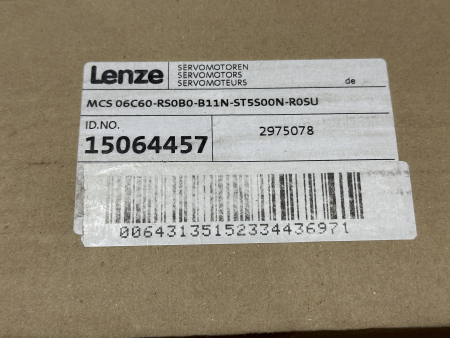 Lenze
SERVOMOTOREN
SERVOMOTORS
SERVOMOTEURS
de
MCS 06C60-RS0B0-B11N-ST5S00N-R0SU
ID.NO.
15064457
2975078
00643135152334436971